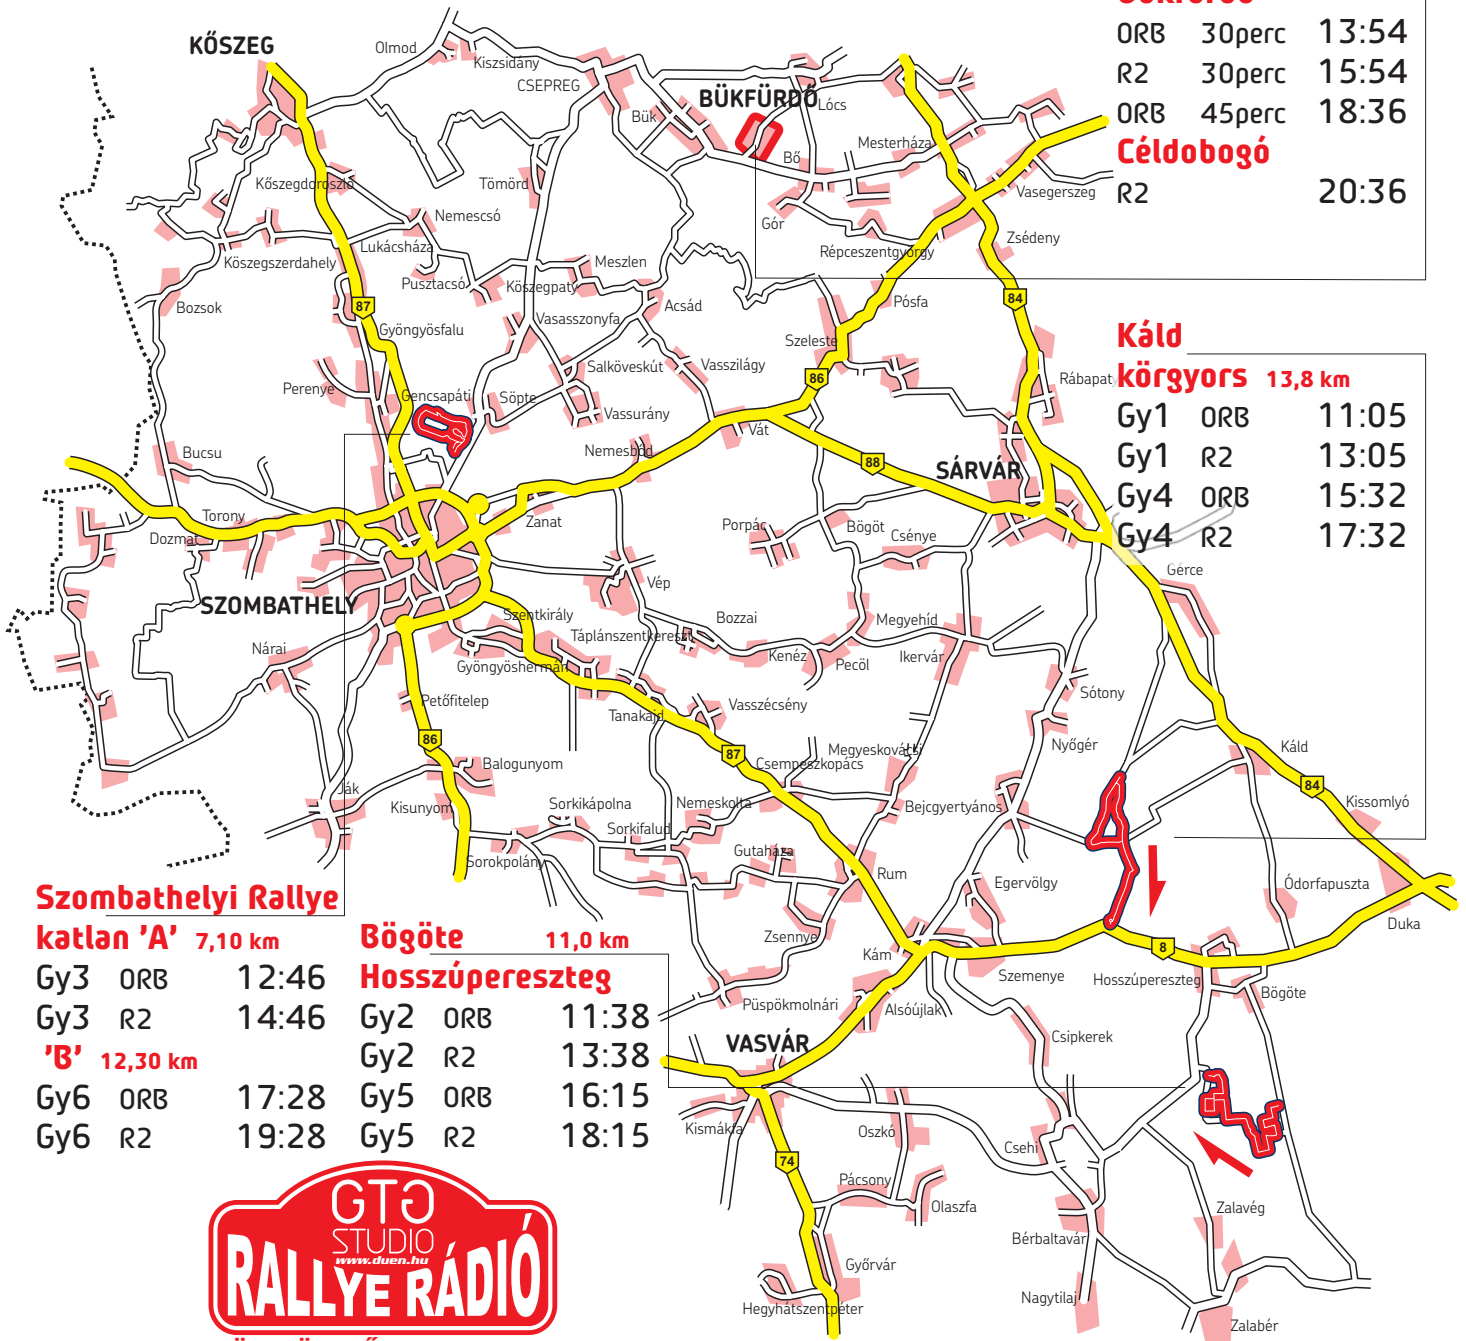 ORB 30perc 13:54
R2 30perc 15:54
ORB 45perc 18:36
Céldobogó
R2 20:36
KŐSZEG
Olmod
Kiszsidány
CSEPREG
Bük
BÜKFÜRDŐ
Lócs
Bő
Mesterháza
Vasegerszeg
Gór
Répceszentgyörgy
Zsédeny
Kőszegdoroszló
Tömörd
Nemescsó
Lukácsháza
Köszegszerdahely
Pusztacsó
Köszegpaty
Meszlen
Acsád
Bozsok
87
Gyöngyösfalu
Vasasszonyfa
Pósfa
84
Szeleste
Salköveskút
Vasszilágy
86
Perenye
Gencsapáti
Söpte
Vassurány
Vát
Rábapaty
Káld
körgyors 13,8 km
Gy1 ORB 11:05
Gy1 R2 13:05
Gy4 ORB 15:32
Gy4 R2 17:32
Bucsu
Nemesbőd
88
SÁRVÁR
Torony
Dozmat
Zanat
Porpác
Bögöt
Csénye
Vép
Gérce
SZOMBATHELY
Szentkirály
Táplánszentkereszt
Bozzai
Megyehíd
Nárai
Gyöngyöshermán
Kenéz
Pecöl
Ikervár
Petőfitelep
Tanakajd
Vasszécsény
Sótony
86
87
Nyőgér
Káld
Balogunyom
Csempeszkopács
Megyeskovácsi
84
Ják
Kisunyom
Sorkikápolna
Nemeskolta
Bejcgyertyános
Kissomlyó
Sorkifalud
Sorokpolány
Gutaháza
Rum
Egervölgy
Ódorfapuszta
Duka
Zsennye
Kám
Szemenye
8
Hosszúpereszteg
Bögöte
Püspökmolnári
Alsóújlak
Csipkerek
VASVÁR
Szombathelyi Rallye
katlan 'A' 7,10 km
Gy3 ORB 12:46
Gy3 R2 14:46
'B' 12,30 km
Gy6 ORB 17:28
Gy6 R2 19:28
Bögöte 11,0 km
Hosszúpereszteg
Gy2 ORB 11:38
Gy2 R2 13:38
Gy5 ORB 16:15
Gy5 R2 18:15
Kismákfa
Oszkó
Csehi
74
Pácsony
Olaszfa
Zalavég
Bérbaltavár
Győrvár
Nagytilaj
Hegyhátszentpéter
Zalabér
GTG
STUDIO
www.duen.hu
RALLYE RÁDIÓ